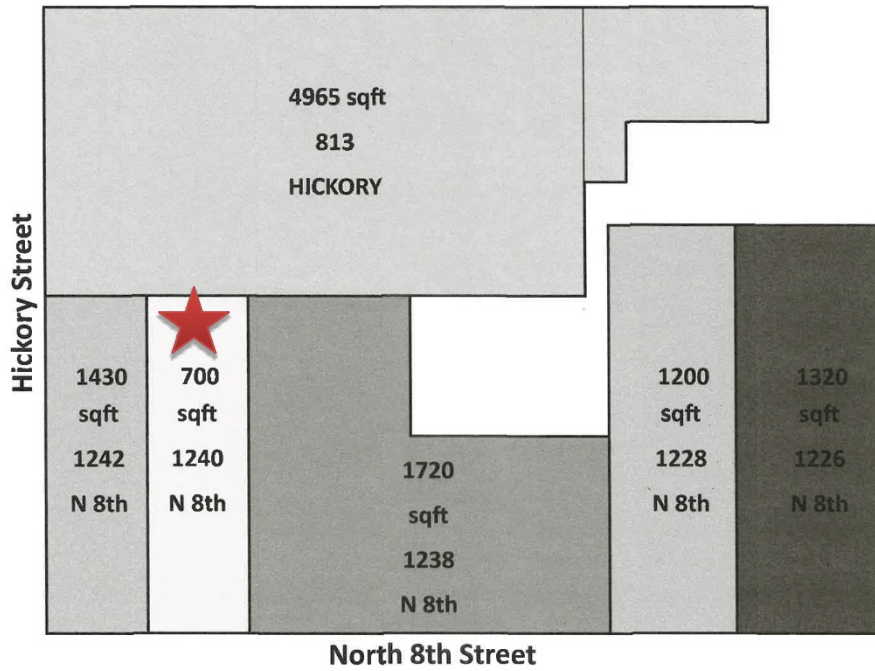 4965 sqft
813
HICKORY
Hickory Street
1430
sqft
1242
N 8th
700
sqft
1240
N 8th
1720
sqft
1238
N 8th
1200
sqft
1228
N 8th
1320
sqft
1226
N 8th
North 8th Street